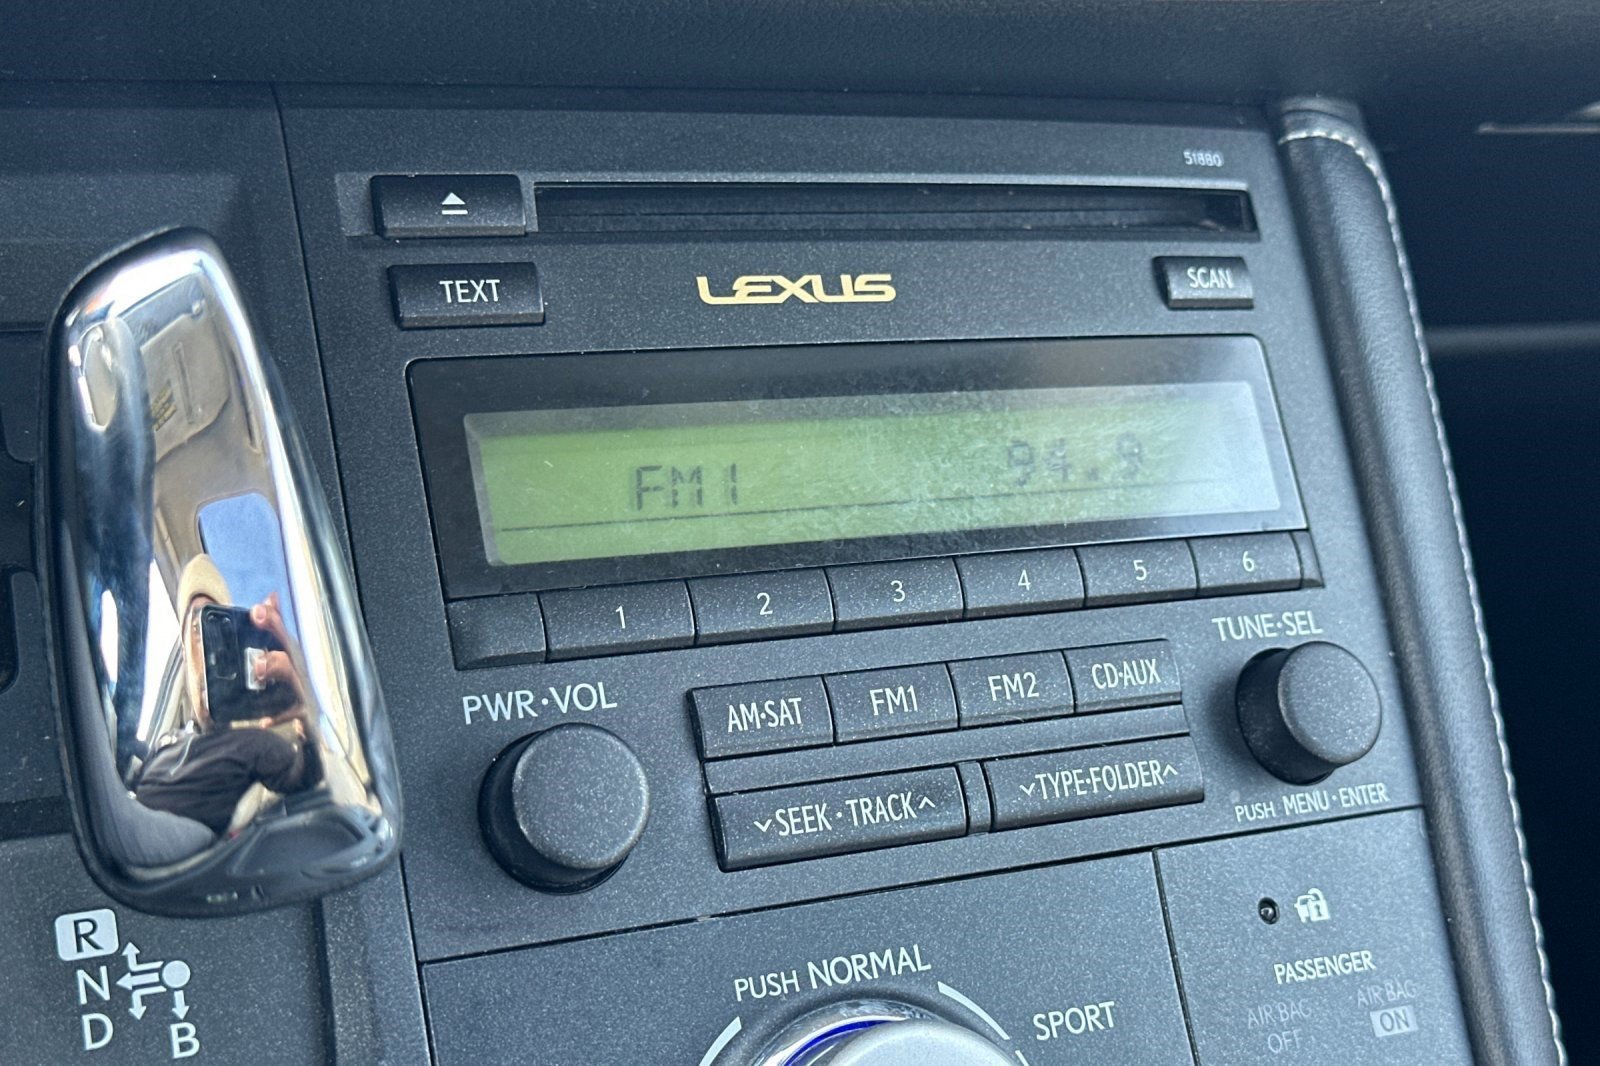 51880
TEXT
LEXUS
SCAN
FM1 94.9
1 2 3 4 5 6
PWR·VOL
TUNE·SEL
AM·SAT FM1 FM2 CD·AUX
SEEK·TRACK
TYPE·FOLDER
PUSH MENU·ENTER
R
N
D
B
PUSH NORMAL
SPORT
PASSENGER
AIR BAG OFF
AIR BAG ON